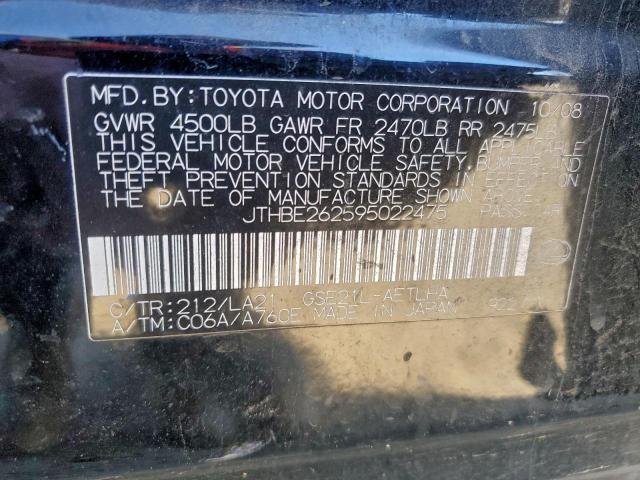 MFD. BY: TOYOTA MOTOR CORPORATION 10/08
GVWR 4500LB GAWR FR 2470LB RR 2475LB
THIS VEHICLE CONFORMS TO ALL APPLICABLE
FEDERAL MOTOR VEHICLE SAFETY, BUMPER, AND
THEFT PREVENTION STANDARDS IN EFFECT ON
THE DATE OF MANUFACTURE SHOWN ABOVE.
JTHBE262595022475 PASS. CAR
C/TR: 212/LA21 GSE21L-AETLHA
A/TM: C06A/A760E MADE IN JAPAN